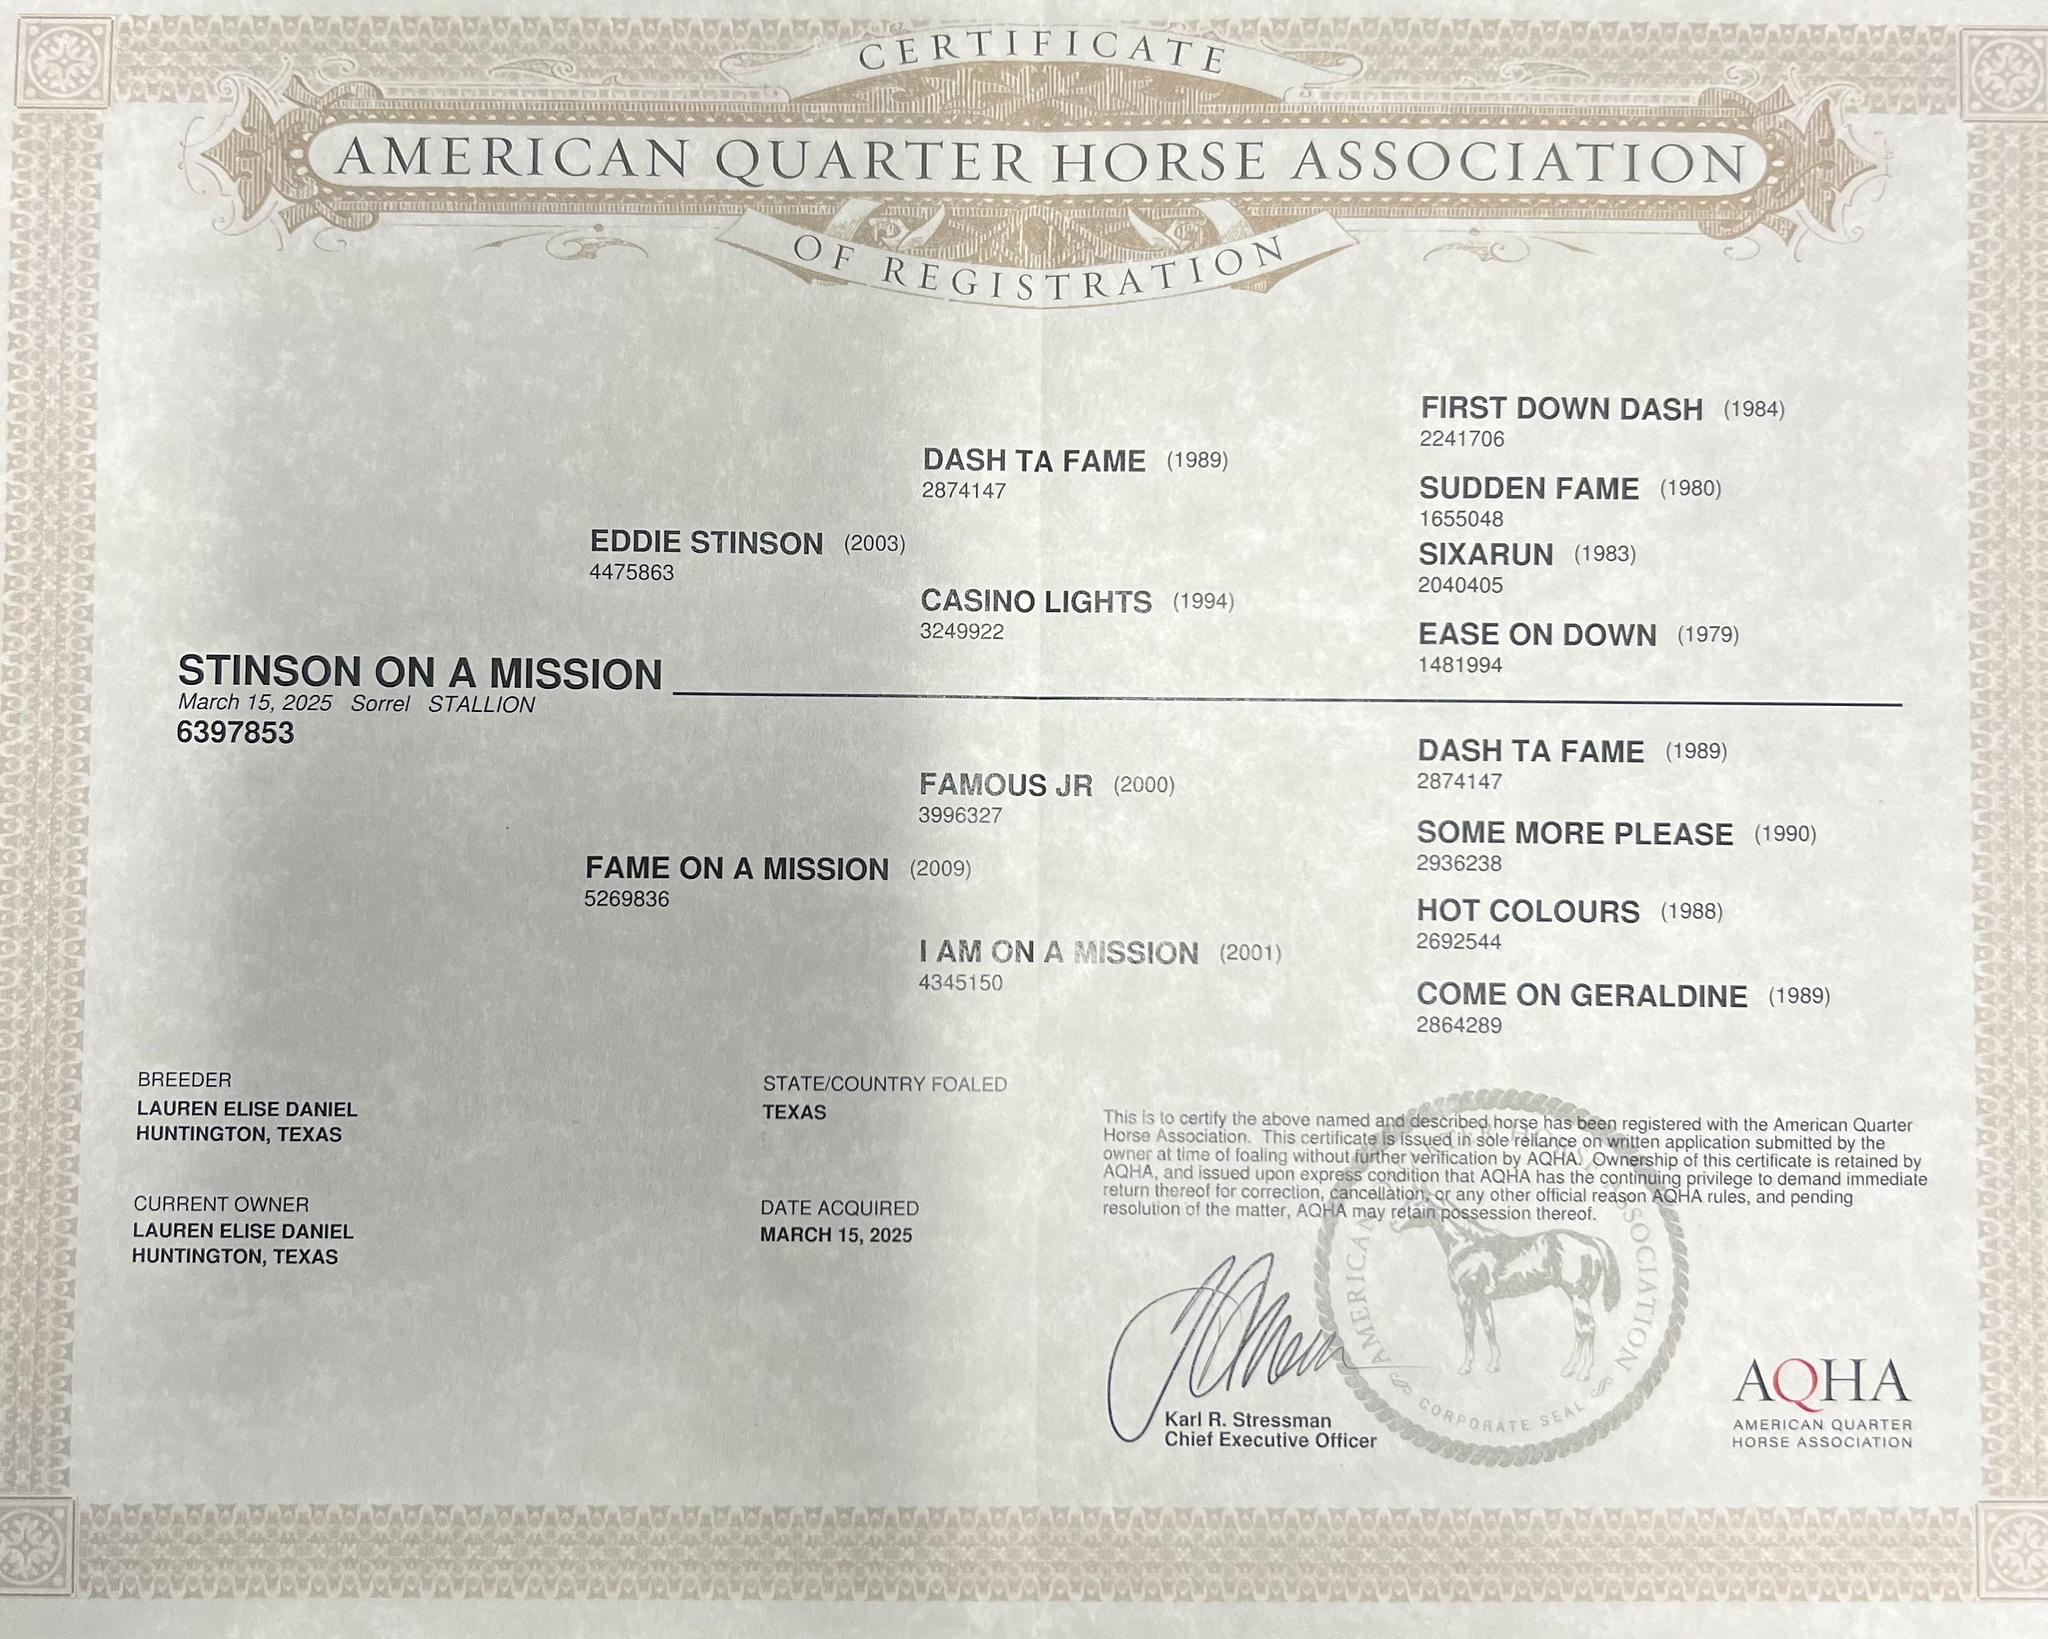 CERTIFICATE
AMERICAN QUARTER HORSE ASSOCIATION
OF REGISTRATION
FIRST DOWN DASH (1984)
2241706
DASH TA FAME (1989)
2874147
SUDDEN FAME (1980)
1655048
EDDIE STINSON (2003)
4475863
SIXARUN (1983)
2040405
CASINO LIGHTS (1994)
3249922
EASE ON DOWN (1979)
1481994
STINSON ON A MISSION
March 15, 2025 Sorrel STALLION
6397853
DASH TA FAME (1989)
2874147
FAMOUS JR (2000)
3996327
SOME MORE PLEASE (1990)
2936238
FAME ON A MISSION (2009)
5269836
HOT COLOURS (1988)
2692544
I AM ON A MISSION (2001)
4345150
COME ON GERALDINE (1989)
2864289
BREEDER
LAUREN ELISE DANIEL
HUNTINGTON, TEXAS
STATE/COUNTRY FOALED
TEXAS
CURRENT OWNER
LAUREN ELISE DANIEL
HUNTINGTON, TEXAS
DATE ACQUIRED
MARCH 15, 2025
This is to certify the above named and described horse has been registered with the American Quarter
Horse Association. This certificate is issued in sole reliance on written application submitted by the
owner at time of foaling without further verification by AQHA. Ownership of this certificate is retained by
AQHA, and issued upon express condition that AQHA has the continuing privilege to demand immediate
return thereof for correction, cancellation, or any other official reason AQHA rules, and pending
resolution of the matter, AQHA may retain possession thereof.
AMERICAN QUARTER HORSE ASSOCIATION
CORPORATE SEAL
Karl R. Stressman
Chief Executive Officer
AQHA
AMERICAN QUARTER
HORSE ASSOCIATION